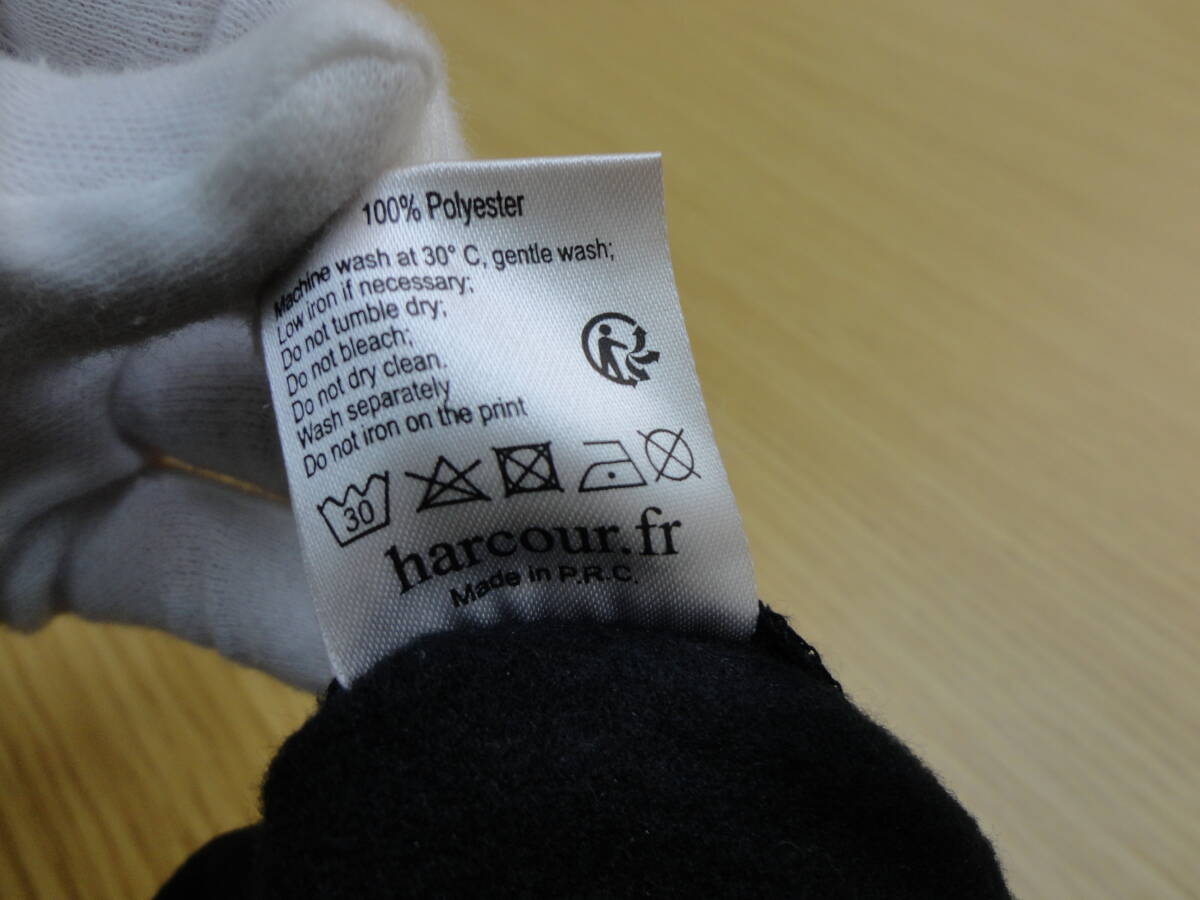 100% Polyester
Machine wash at 30° C, gentle wash;
Low iron if necessary;
Do not tumble dry;
Do not bleach;
Do not dry clean.
Wash separately
Do not iron on the print
30
harcour.fr
Made in P.R.C.